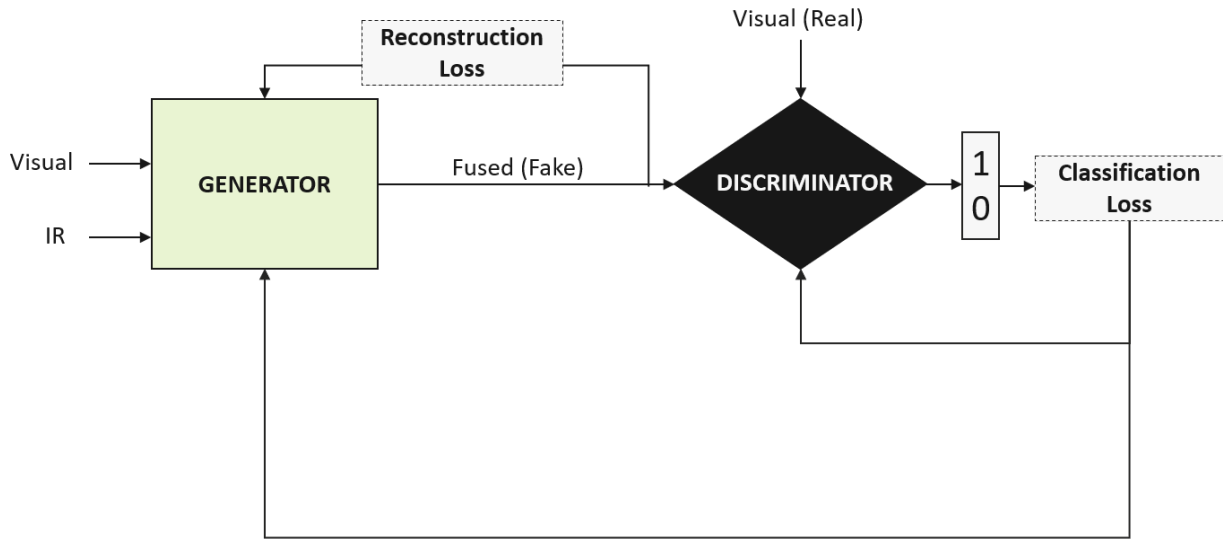 Visual (Real)
Reconstruction
Loss
Visual
IR
GENERATOR
Fused (Fake)
DISCRIMINATOR
1
0
Classification
Loss